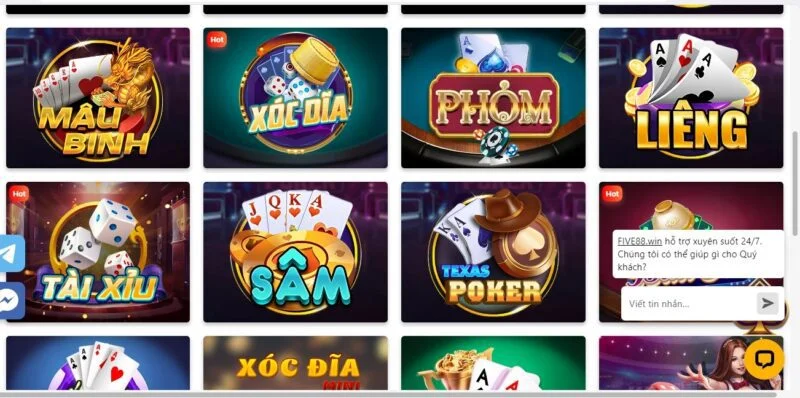 MẬU
BINH
Hot
XÓC DĨA
PHỎM
LIÊNG
Hot
TÀI XỈU
J Q K A
SÂM
TEXAS
POKER
Hot
FIVE88.win hỗ trợ xuyên suốt 24/7.
Chúng tôi có thể giúp gì cho Quý
khách?
Viết tin nhắn...
XÓC ĐĨA
MINI